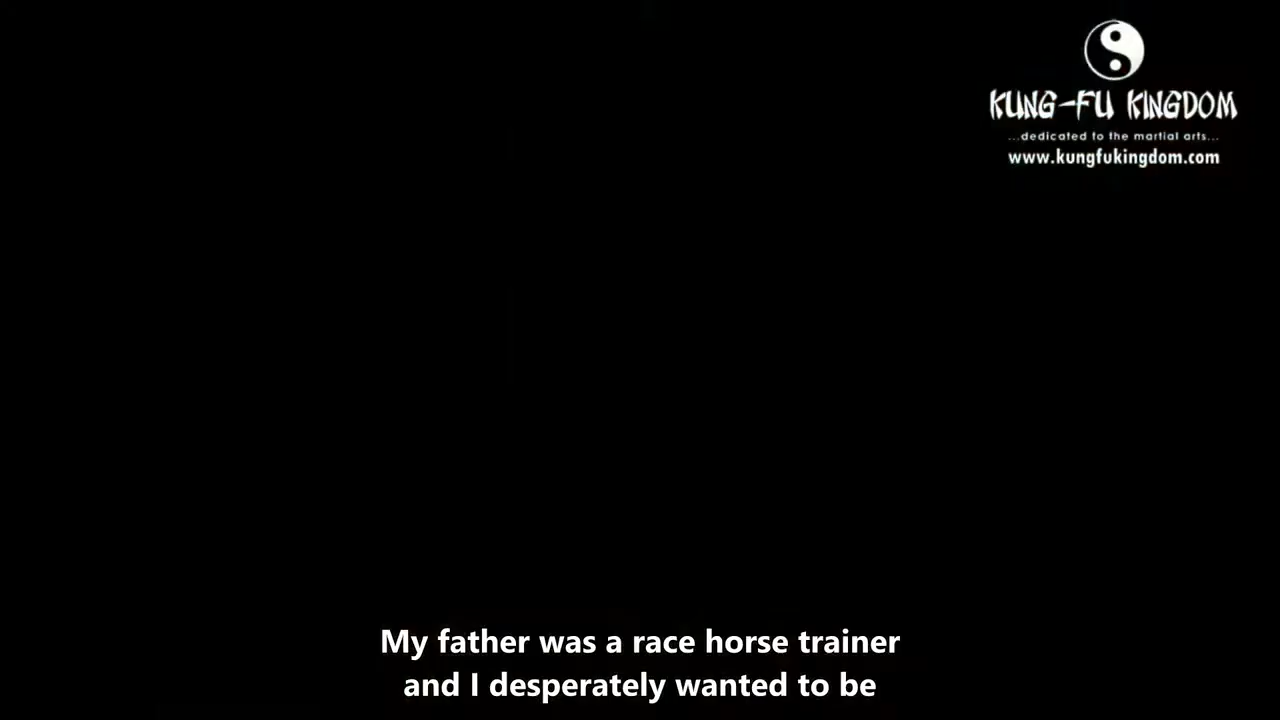 KUNG-FU KINGDOM
...dedicated to the martial arts...
www.kungfukingdom.com
My father was a race horse trainer
and I desperately wanted to be